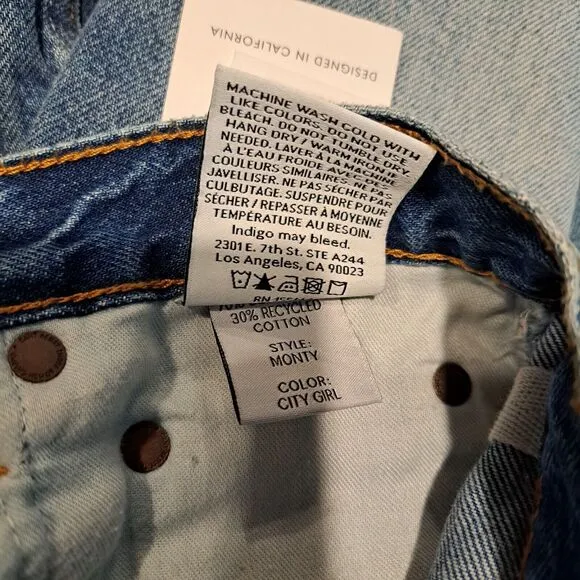 DESIGNED IN CALIFORNIA
MACHINE WASH COLD WITH
LIKE COLORS. DO NOT USE
BLEACH. DO NOT TUMBLE DRY.
HANG DRY / WARM IRON IF
NEEDED. LAVER À LA MACHINE
À L'EAU FROIDE AVEC DES
COULEURS SIMILAIRES. NE PAS
JAVELLISER. NE PAS SÉCHER PAR
CULBUTAGE. SUSPENDRE POUR
SÉCHER / REPASSER À MOYENNE
TEMPÉRATURE AU BESOIN.
Indigo may bleed.
2301 E. 7th St. STE A244
Los Angeles, CA 90023
RN
30% RECYCLED
COTTON
STYLE:
MONTY
COLOR:
CITY GIRL